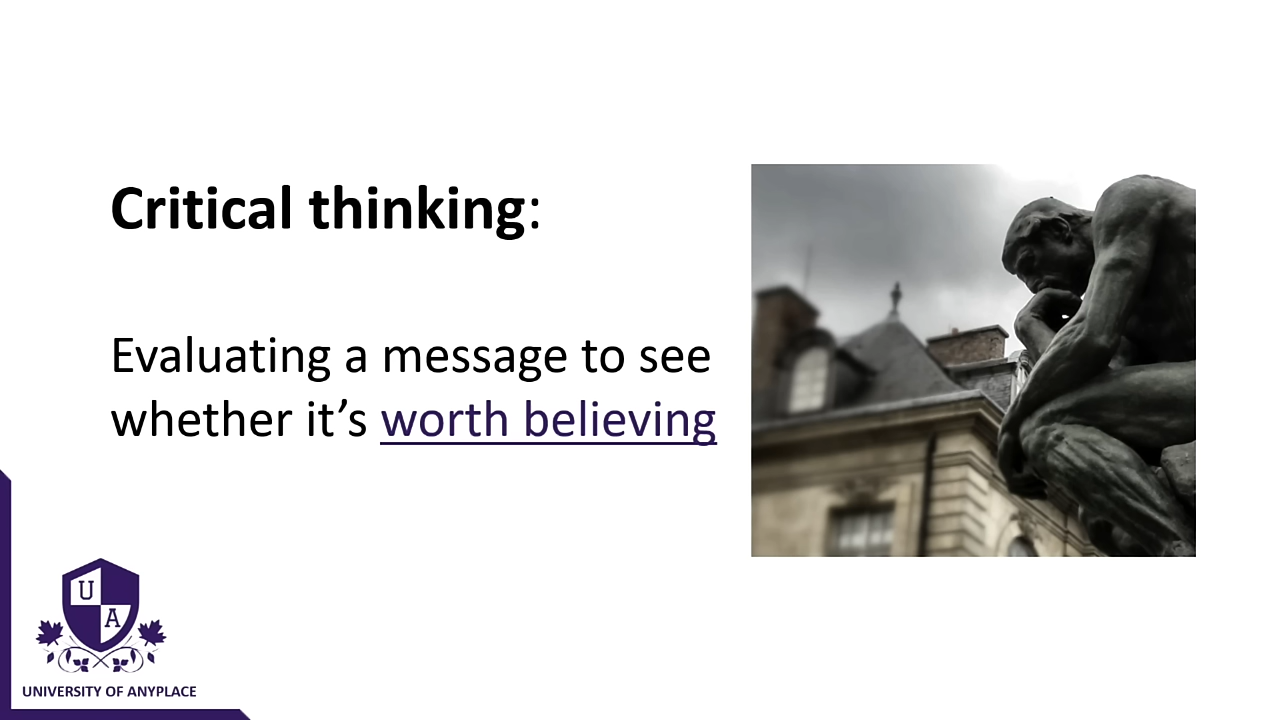 Critical thinking:
Evaluating a message to see
whether it’s worth believing
U
A
UNIVERSITY OF ANYPLACE